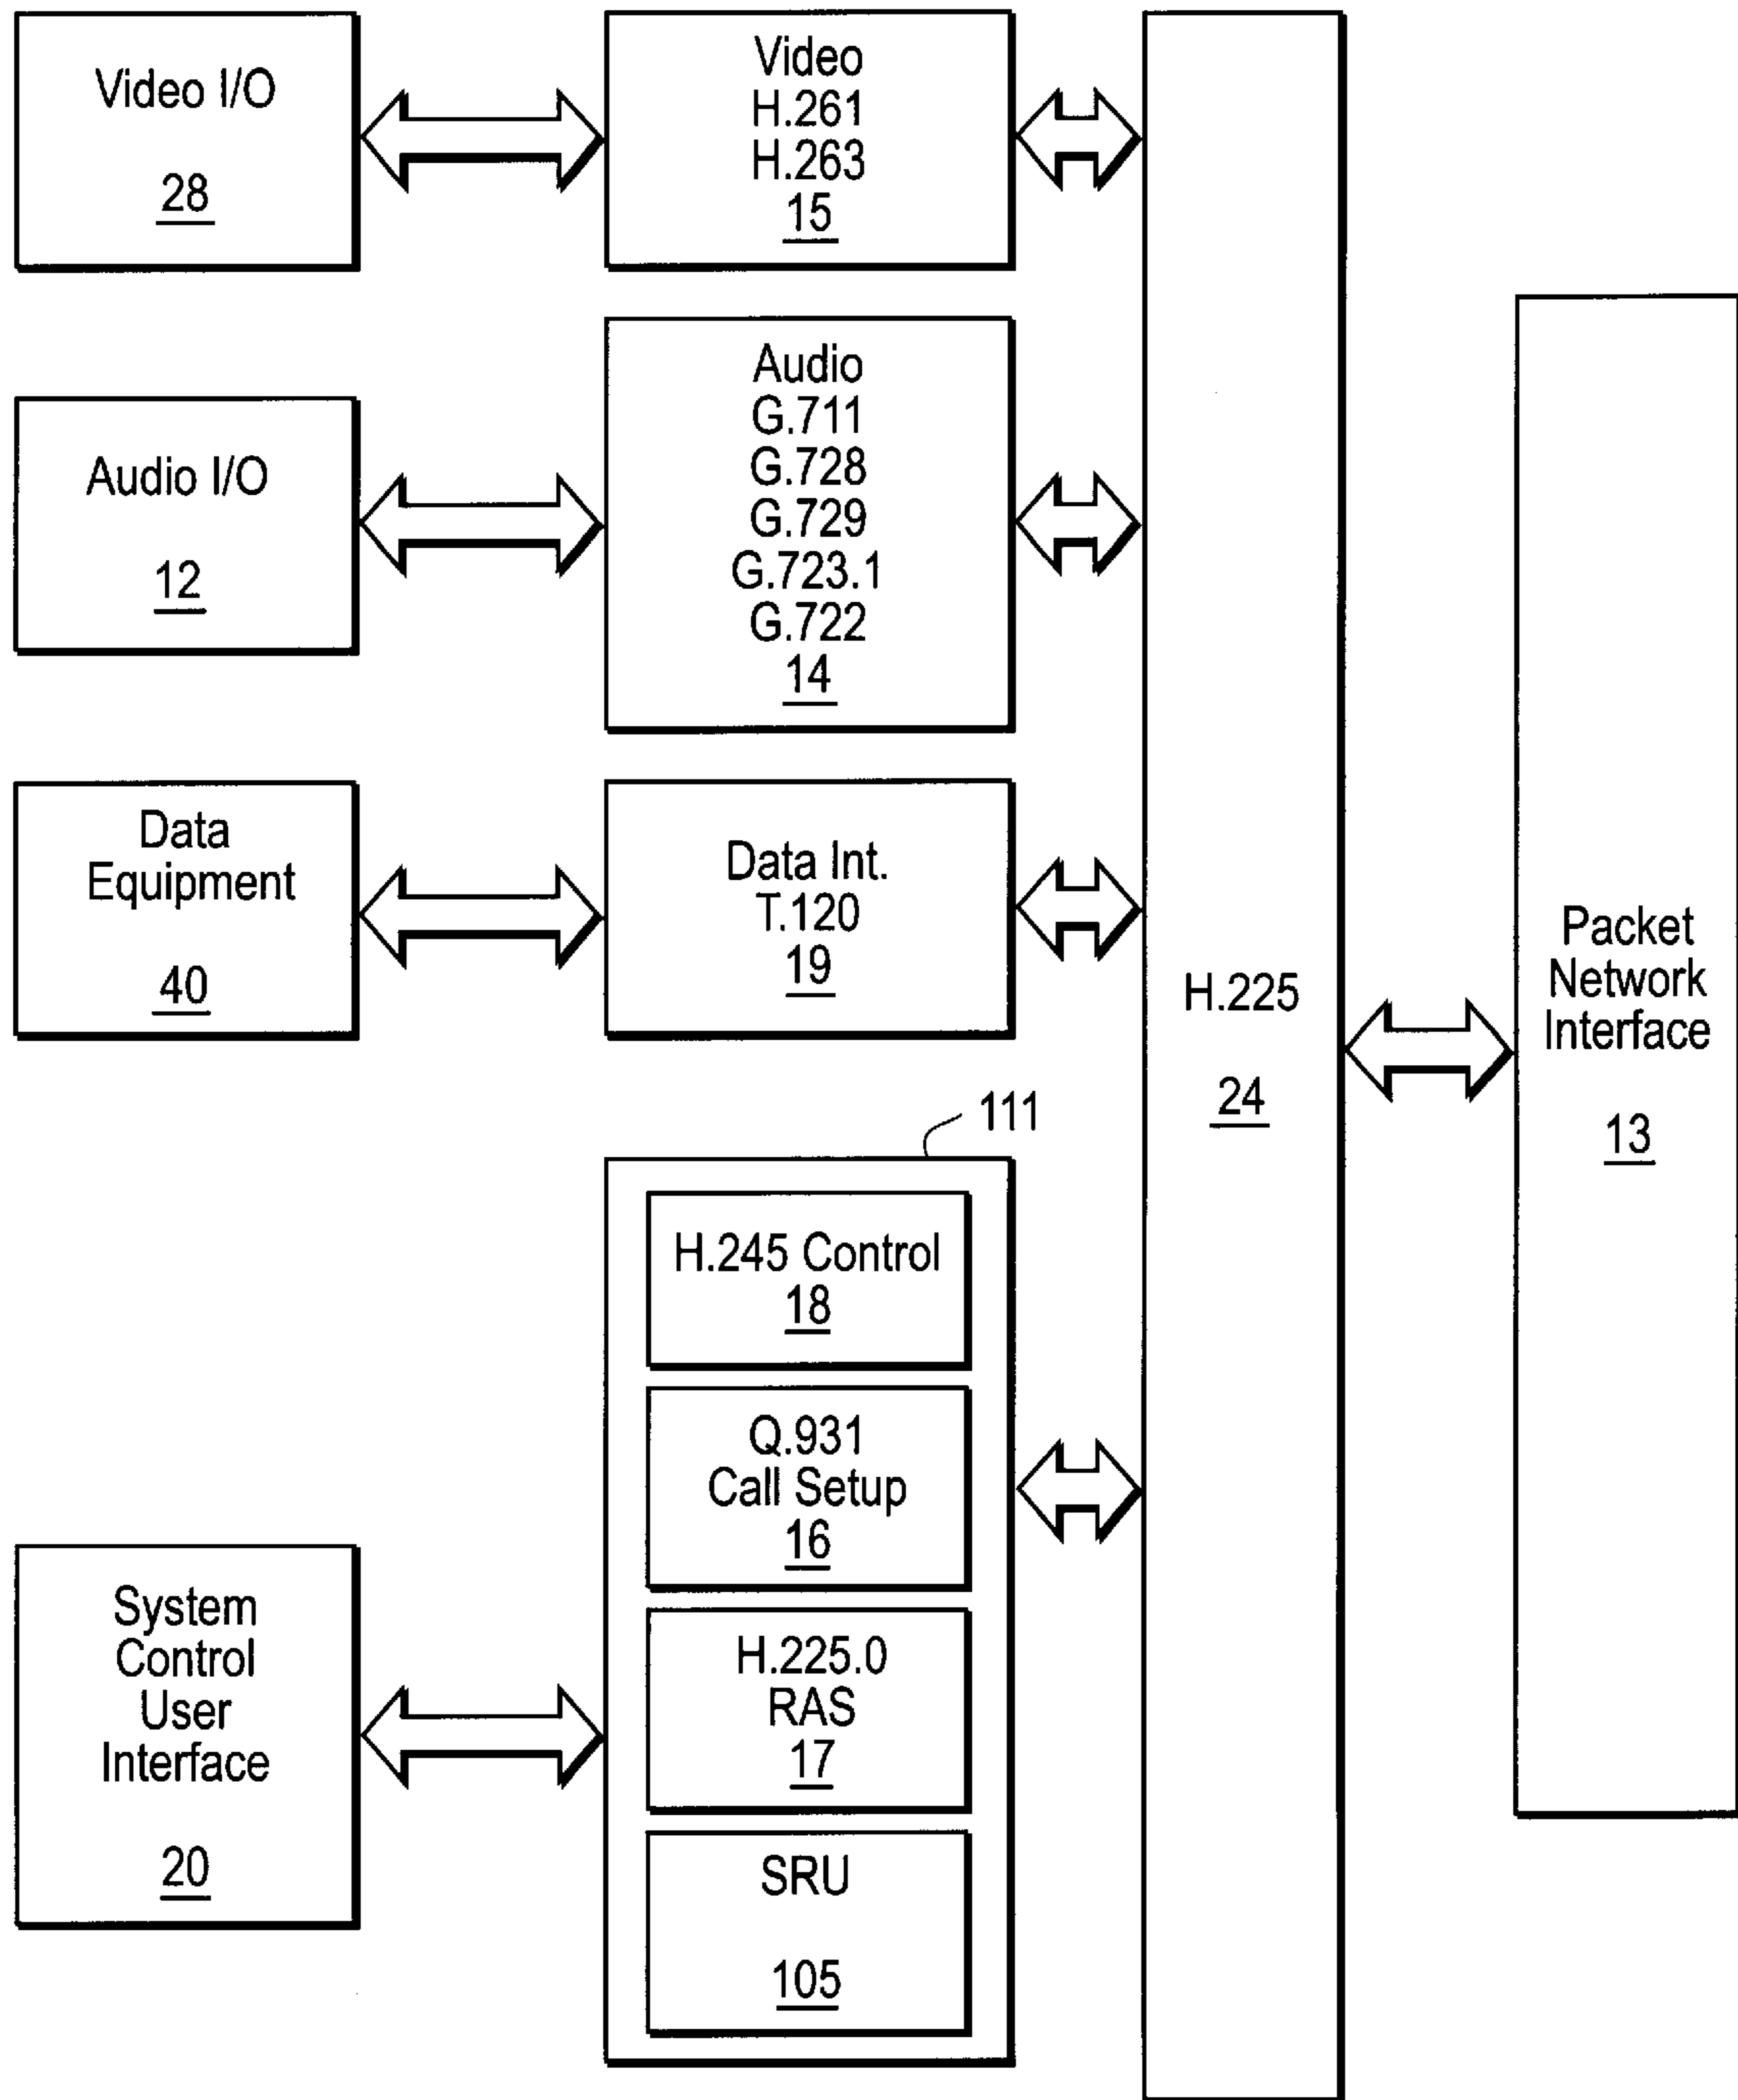 Video I/O
28
Video
H.261
H.263
15
Audio I/O
12
Audio
G.711
G.728
G.729
G.723.1
G.722
14
Data
Equipment
40
Data Int.
T.120
19
H.225
24
Packet
Network
Interface
13
111
H.245 Control
18
Q.931
Call Setup
16
System
Control
User
Interface
20
H.225.0
RAS
17
SRU
105